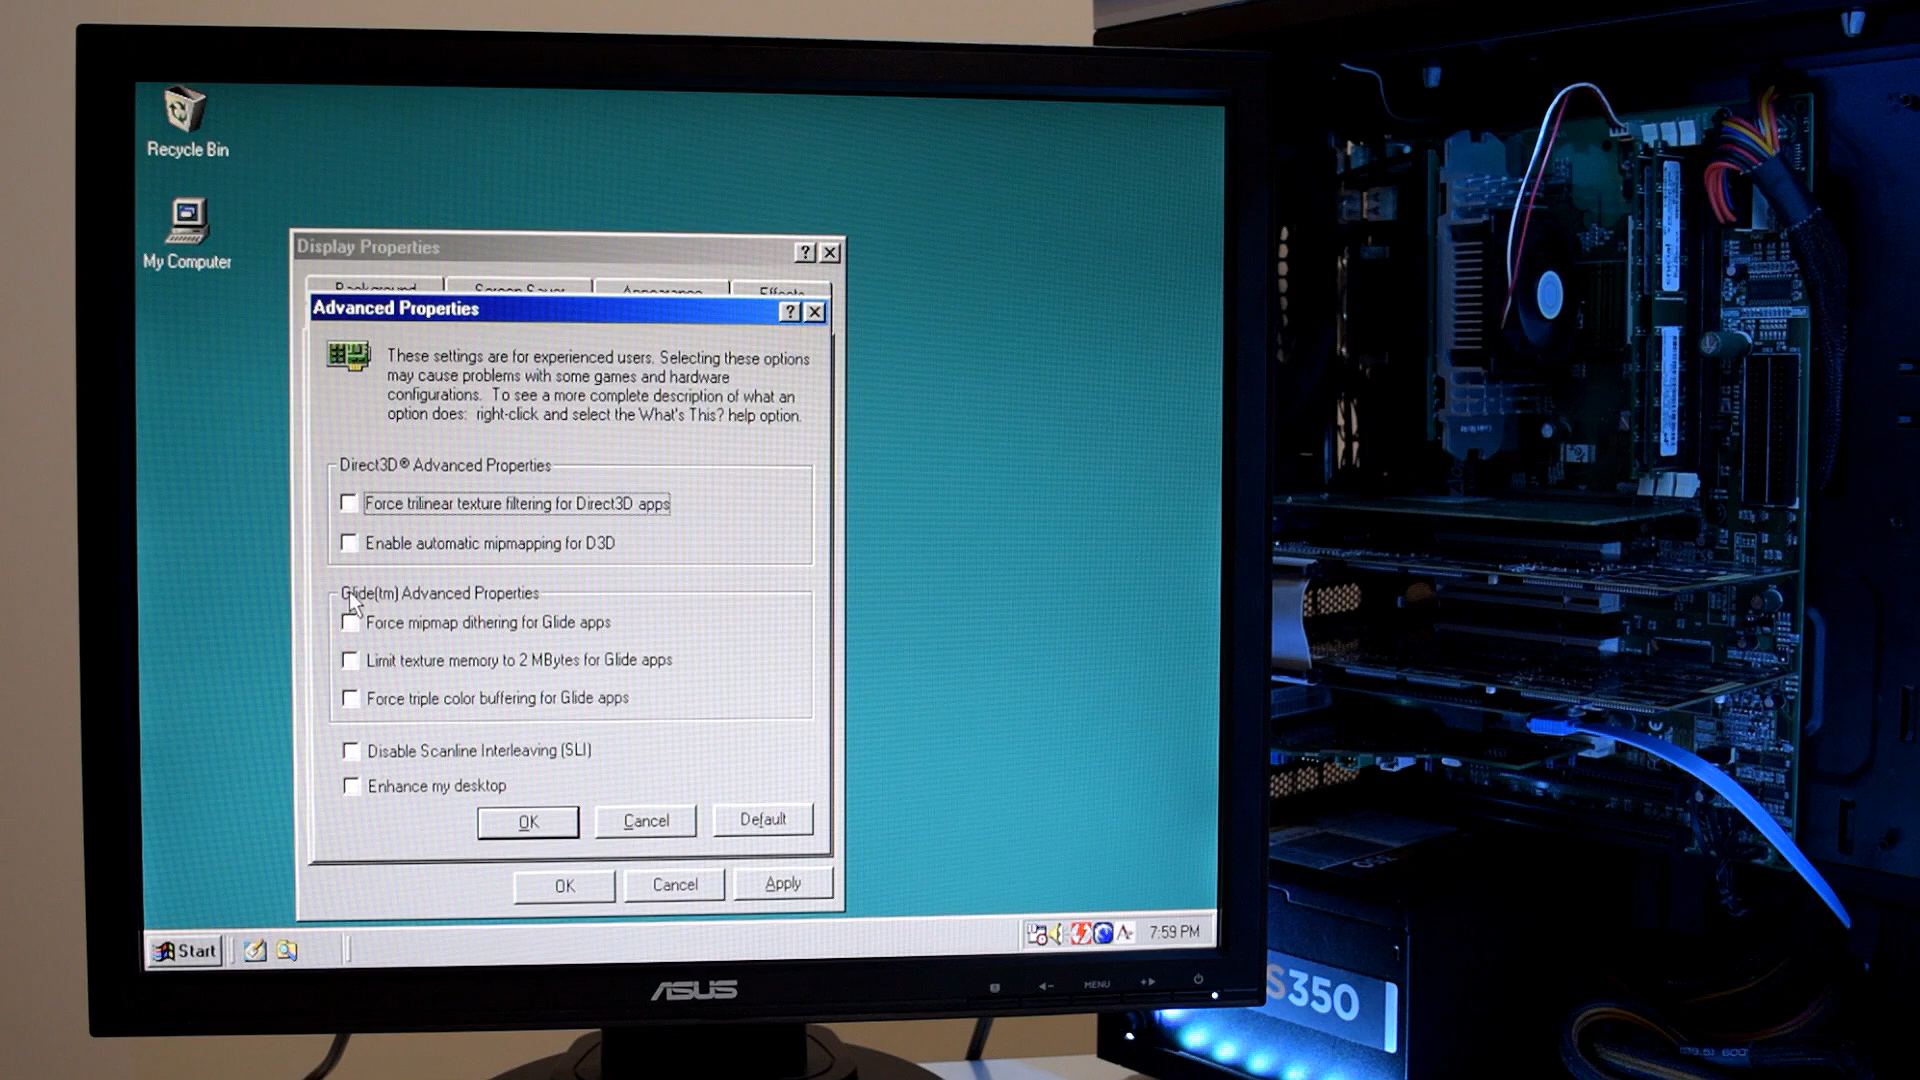 Recycle Bin
My Computer
Display Properties
Background Screen Saver Appearance Effects
Advanced Properties
These settings are for experienced users. Selecting these options
may cause problems with some games and hardware
configurations. To see a more complete description of what an
option does: right-click and select the What's This? help option.
Direct3D® Advanced Properties
Force trilinear texture filtering for Direct3D apps
Enable automatic mipmapping for D3D
Glide(tm) Advanced Properties
Force mipmap dithering for Glide apps
Limit texture memory to 2 MBytes for Glide apps
Force triple color buffering for Glide apps
Disable Scanline Interleaving (SLI)
Enhance my desktop
OK Cancel Default
OK Cancel Apply
Start
7:59 PM
ASUS
MENU
S350